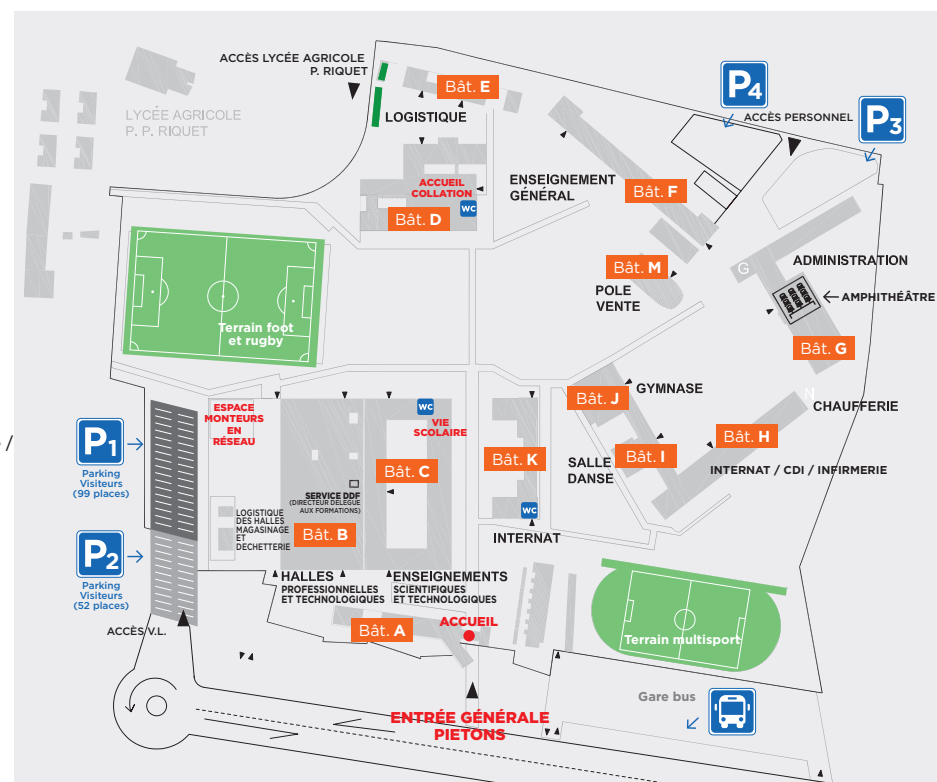 ACCÈS LYCÉE AGRICOLE
P. RIQUET
LYCÉE AGRICOLE
P. P. RIQUET
Bât. E
LOGISTIQUE
P4
ACCÈS PERSONNEL
P3
ACCUEIL
COLLATION
WC
Bât. D
ENSEIGNEMENT
GÉNÉRAL
Bât. F
Bât. M
POLE
VENTE
G
ADMINISTRATION
AMPHITHÉÂTRE
Bât. G
Terrain foot
et rugby
Bât. J
GYMNASE
N
CHAUFFERIE
Bât. H
INTERNAT / CDI / INFIRMERIE
Bât. I
SALLE
DANSE
ESPACE
MONTEURS
EN
RÉSEAU
WC
VIE
SCOLAIRE
/
P1
Parking
Visiteurs
(99 places)
Bât. C
Bât. K
SERVICE DDF
(DIRECTEUR DELEGUE
AUX FORMATIONS)
LOGISTIQUE
DES HALLES
MAGASINAGE
ET
DECHETTERIE
Bât. B
WC
INTERNAT
P2
Parking
Visiteurs
(52 places)
HALLES
PROFESSIONNELLES
ET TECHNOLOGIQUES
ENSEIGNEMENTS
SCIENTIFIQUES
ET TECHNOLOGIQUES
ACCÈS V.L.
Bât. A
ACCUEIL
Terrain multisport
Gare bus
ENTRÉE GÉNÉRALE
PIETONS